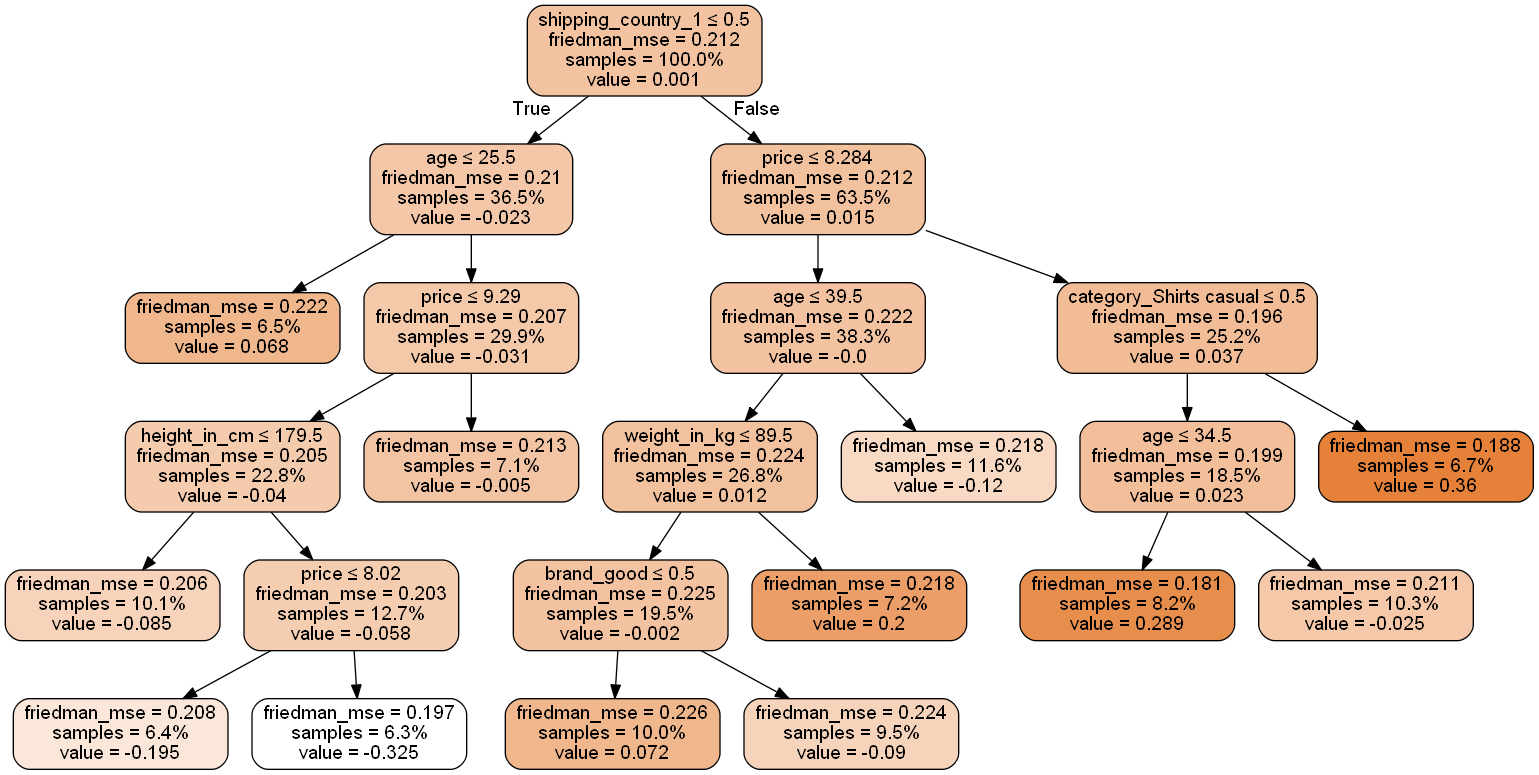 shipping_country_1 ≤ 0.5
friedman_mse = 0.212
samples = 100.0%
value = 0.001
True
False
age ≤ 25.5
friedman_mse = 0.21
samples = 36.5%
value = -0.023
price ≤ 8.284
friedman_mse = 0.212
samples = 63.5%
value = 0.015
friedman_mse = 0.222
samples = 6.5%
value = 0.068
price ≤ 9.29
friedman_mse = 0.207
samples = 29.9%
value = -0.031
age ≤ 39.5
friedman_mse = 0.222
samples = 38.3%
value = -0.0
category_Shirts casual ≤ 0.5
friedman_mse = 0.196
samples = 25.2%
value = 0.037
height_in_cm ≤ 179.5
friedman_mse = 0.205
samples = 22.8%
value = -0.04
friedman_mse = 0.213
samples = 7.1%
value = -0.005
weight_in_kg ≤ 89.5
friedman_mse = 0.224
samples = 26.8%
value = 0.012
friedman_mse = 0.218
samples = 11.6%
value = -0.12
age ≤ 34.5
friedman_mse = 0.199
samples = 18.5%
value = 0.023
friedman_mse = 0.188
samples = 6.7%
value = 0.36
friedman_mse = 0.206
samples = 10.1%
value = -0.085
price ≤ 8.02
friedman_mse = 0.203
samples = 12.7%
value = -0.058
brand_good ≤ 0.5
friedman_mse = 0.225
samples = 19.5%
value = -0.002
friedman_mse = 0.218
samples = 7.2%
value = 0.2
friedman_mse = 0.181
samples = 8.2%
value = 0.289
friedman_mse = 0.211
samples = 10.3%
value = -0.025
friedman_mse = 0.208
samples = 6.4%
value = -0.195
friedman_mse = 0.197
samples = 6.3%
value = -0.325
friedman_mse = 0.226
samples = 10.0%
value = 0.072
friedman_mse = 0.224
samples = 9.5%
value = -0.09